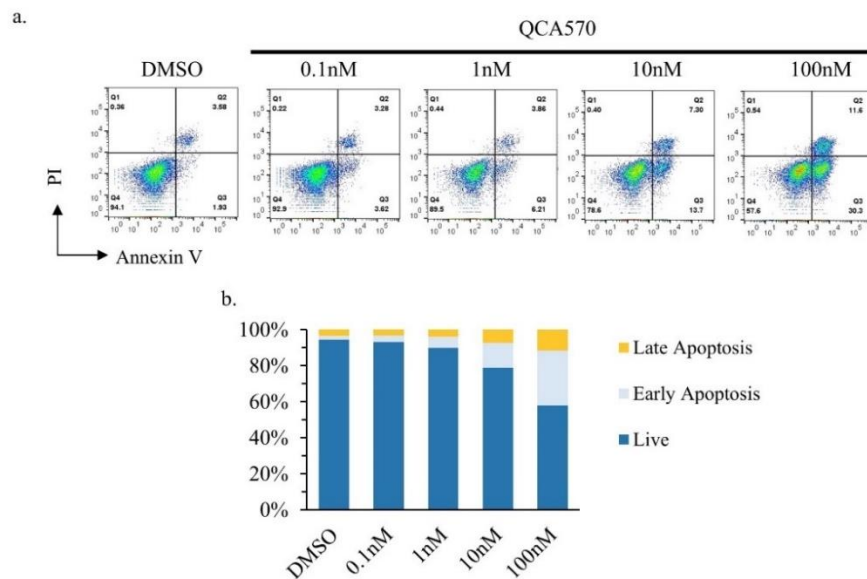 a.
QCA570
DMSO 0.1nM 1nM 10nM 100nM
Q1 0.36 Q2 3.58 Q4 94.1 Q3 1.93
Q1 0.22 Q2 3.28 Q4 92.9 Q3 3.62
Q1 0.44 Q2 3.86 Q4 89.5 Q3 6.21
Q1 0.40 Q2 7.30 Q4 78.6 Q3 13.7
Q1 0.54 Q2 11.6 Q4 57.6 Q3 30.3
PI
Annexin V
b.
100%
80%
60%
40%
20%
0%
DMSO 0.1nM 1nM 10nM 100nM
Late Apoptosis
Early Apoptosis
Live